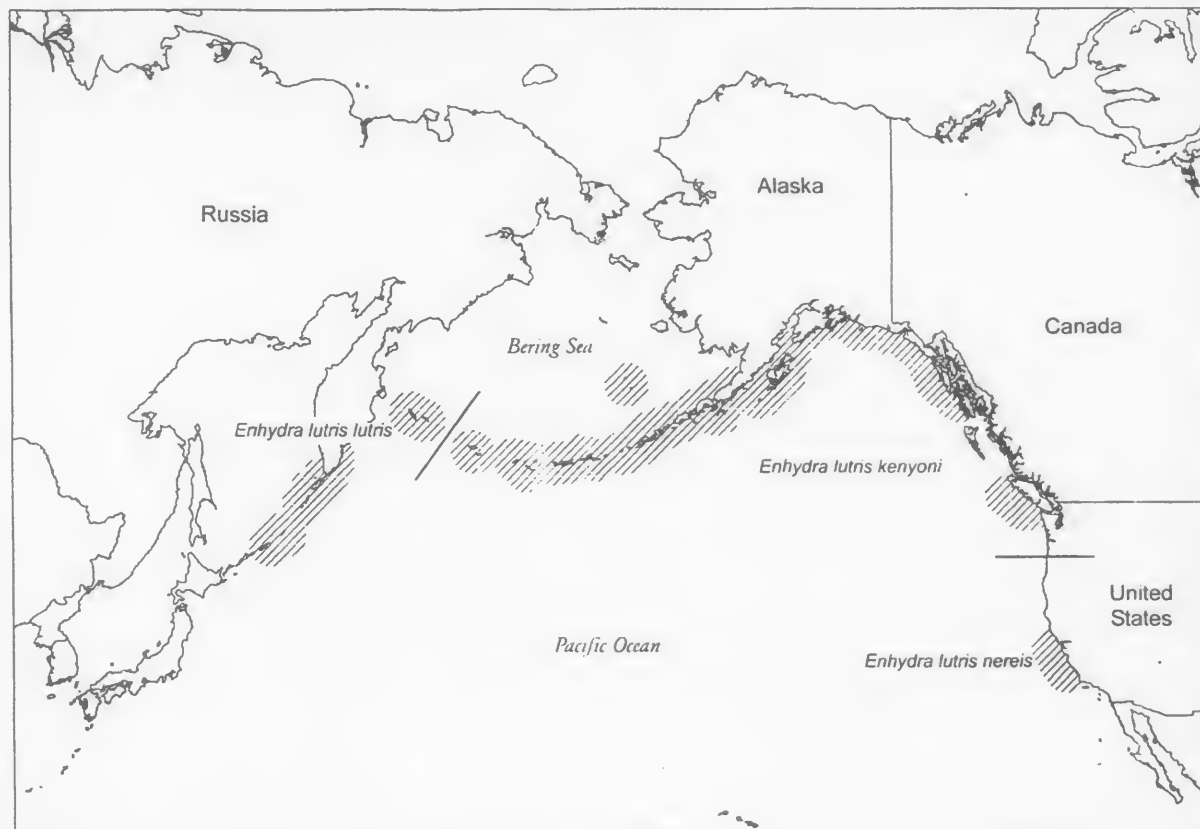 Alaska
Russia
Canada
Bering Sea
Enhydra lutris lutris
Enhydra lutris kenyoni
United
States
Pacific Ocean
Enhydra lutris nereis